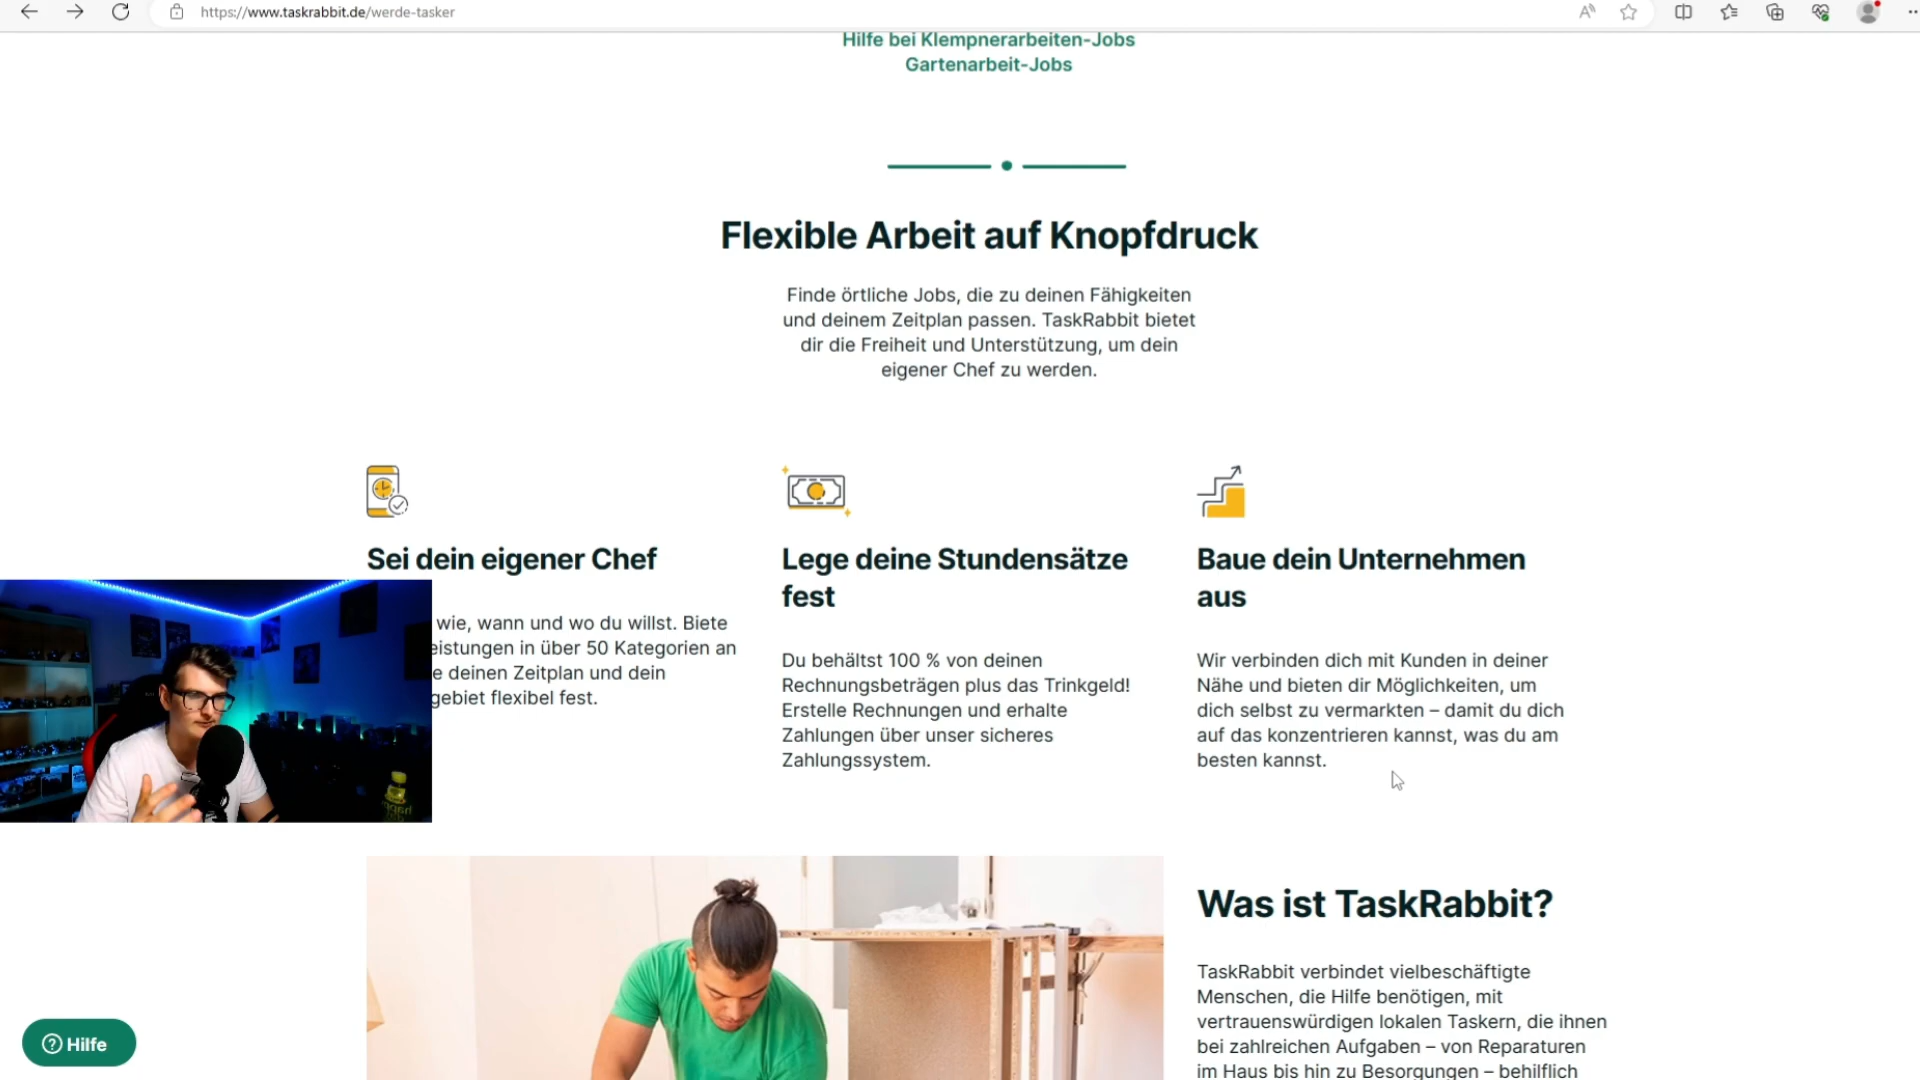 https://www.taskrabbit.de/werde-tasker
Hilfe bei Klempnerarbeiten-Jobs
Gartenarbeit-Jobs
Flexible Arbeit auf Knopfdruck
Finde örtliche Jobs, die zu deinen Fähigkeiten
und deinem Zeitplan passen. TaskRabbit bietet
dir die Freiheit und Unterstützung, um dein
eigener Chef zu werden.
Sei dein eigener Chef
wie, wann und wo du willst. Biete
eistungen in über 50 Kategorien an
e deinen Zeitplan und dein
gebiet flexibel fest.
Lege deine Stundensätze
fest
Du behältst 100 % von deinen
Rechnungsbeträgen plus das Trinkgeld!
Erstelle Rechnungen und erhalte
Zahlungen über unser sicheres
Zahlungssystem.
Baue dein Unternehmen
aus
Wir verbinden dich mit Kunden in deiner
Nähe und bieten dir Möglichkeiten, um
dich selbst zu vermarkten – damit du dich
auf das konzentrieren kannst, was du am
besten kannst.
Was ist TaskRabbit?
TaskRabbit verbindet vielbeschäftigte
Menschen, die Hilfe benötigen, mit
vertrauenswürdigen lokalen Taskern, die ihnen
bei zahlreichen Aufgaben – von Reparaturen
im Haus bis hin zu Besorgungen – behilflich
Hilfe